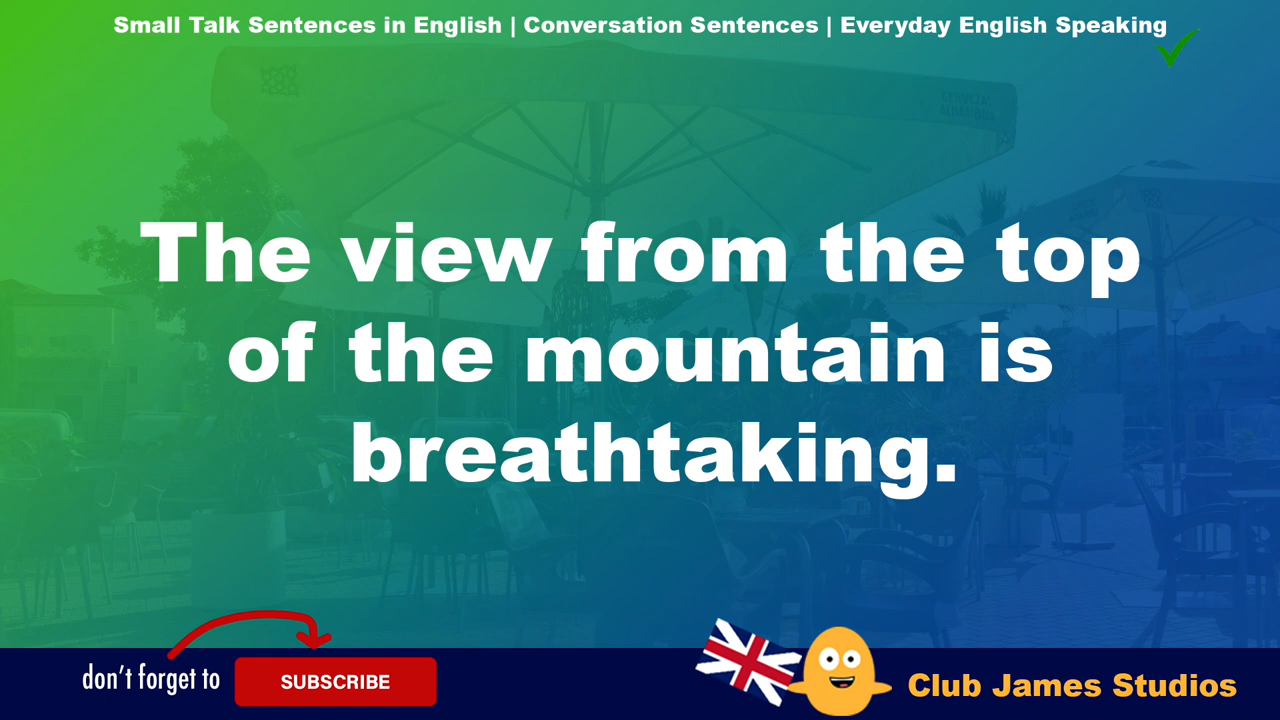 Small Talk Sentences in English | Conversation Sentences | Everyday English Speaking
The view from the top
of the mountain is
breathtaking.
don't forget to
SUBSCRIBE
Club James Studios